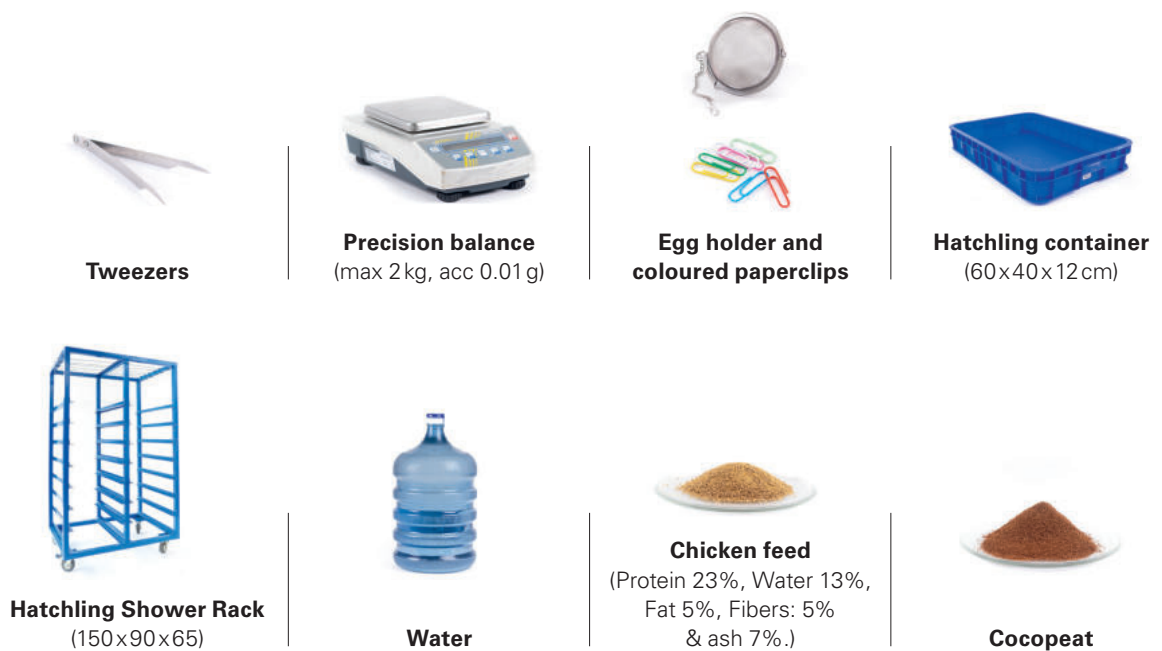 Tweezers
Precision balance
(max 2 kg, acc 0.01 g)
Egg holder and
coloured paperclips
Hatchling container
(60 x 40 x 12 cm)
Hatchling Shower Rack
(150 x 90 x 65)
Water
Chicken feed
(Protein 23%, Water 13%,
Fat 5%, Fibers: 5%
& ash 7%.)
Cocopeat